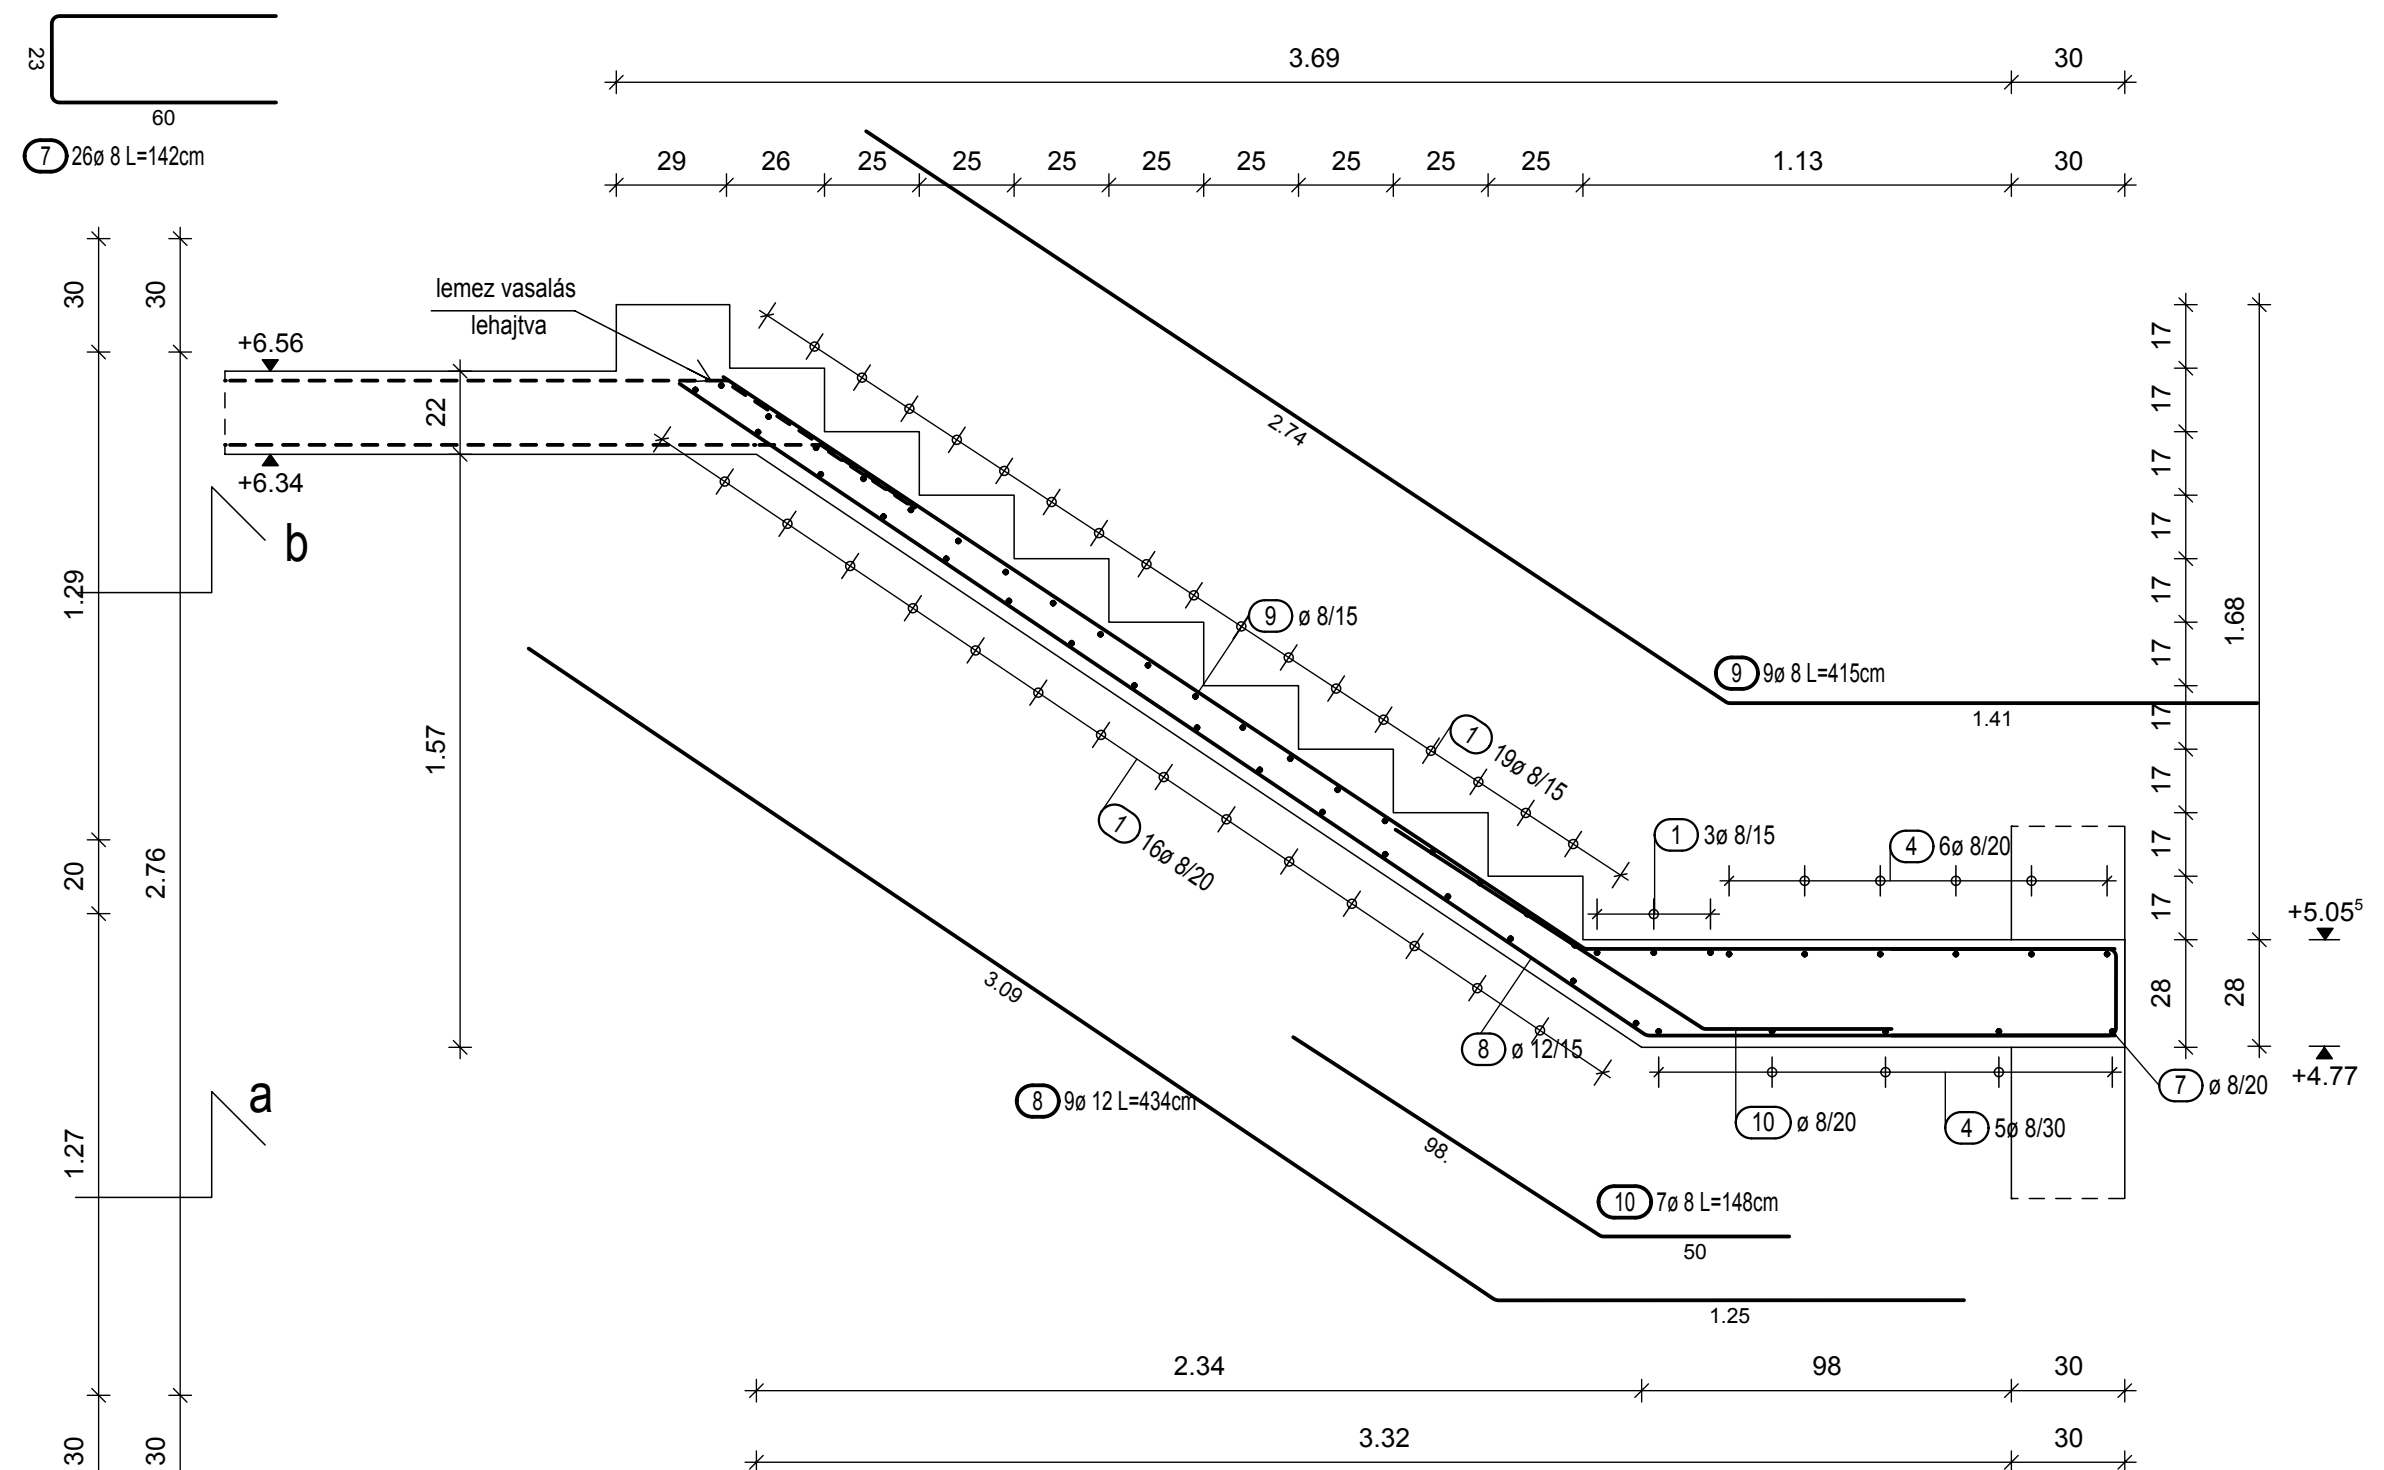 23
60
7 26ø 8 L=142cm
3.69 30
29 26 25 25 25 25 25 25 25 25 1.13 30
30 30
lemez vasalás
lehajtva
+6.56
22
+6.34
b
1.29
1.57
20
2.76
a
1.27
30 30
2.74
9 ø 8/15
9 9ø 8 L=415cm
1.41
1 19ø 8/15
1 16ø 8/20
1 3ø 8/15
4 6ø 8/20
17
17
17
17
17
17
17
17
17
17
28
1.68
28
+5.05⁵
+4.77
3.09
8 ø 12/15
7 ø 8/20
8 9ø 12 L=434cm
10 ø 8/20
4 5ø 8/30
98.
10 7ø 8 L=148cm
50
1.25
2.34 98 30
3.32 30